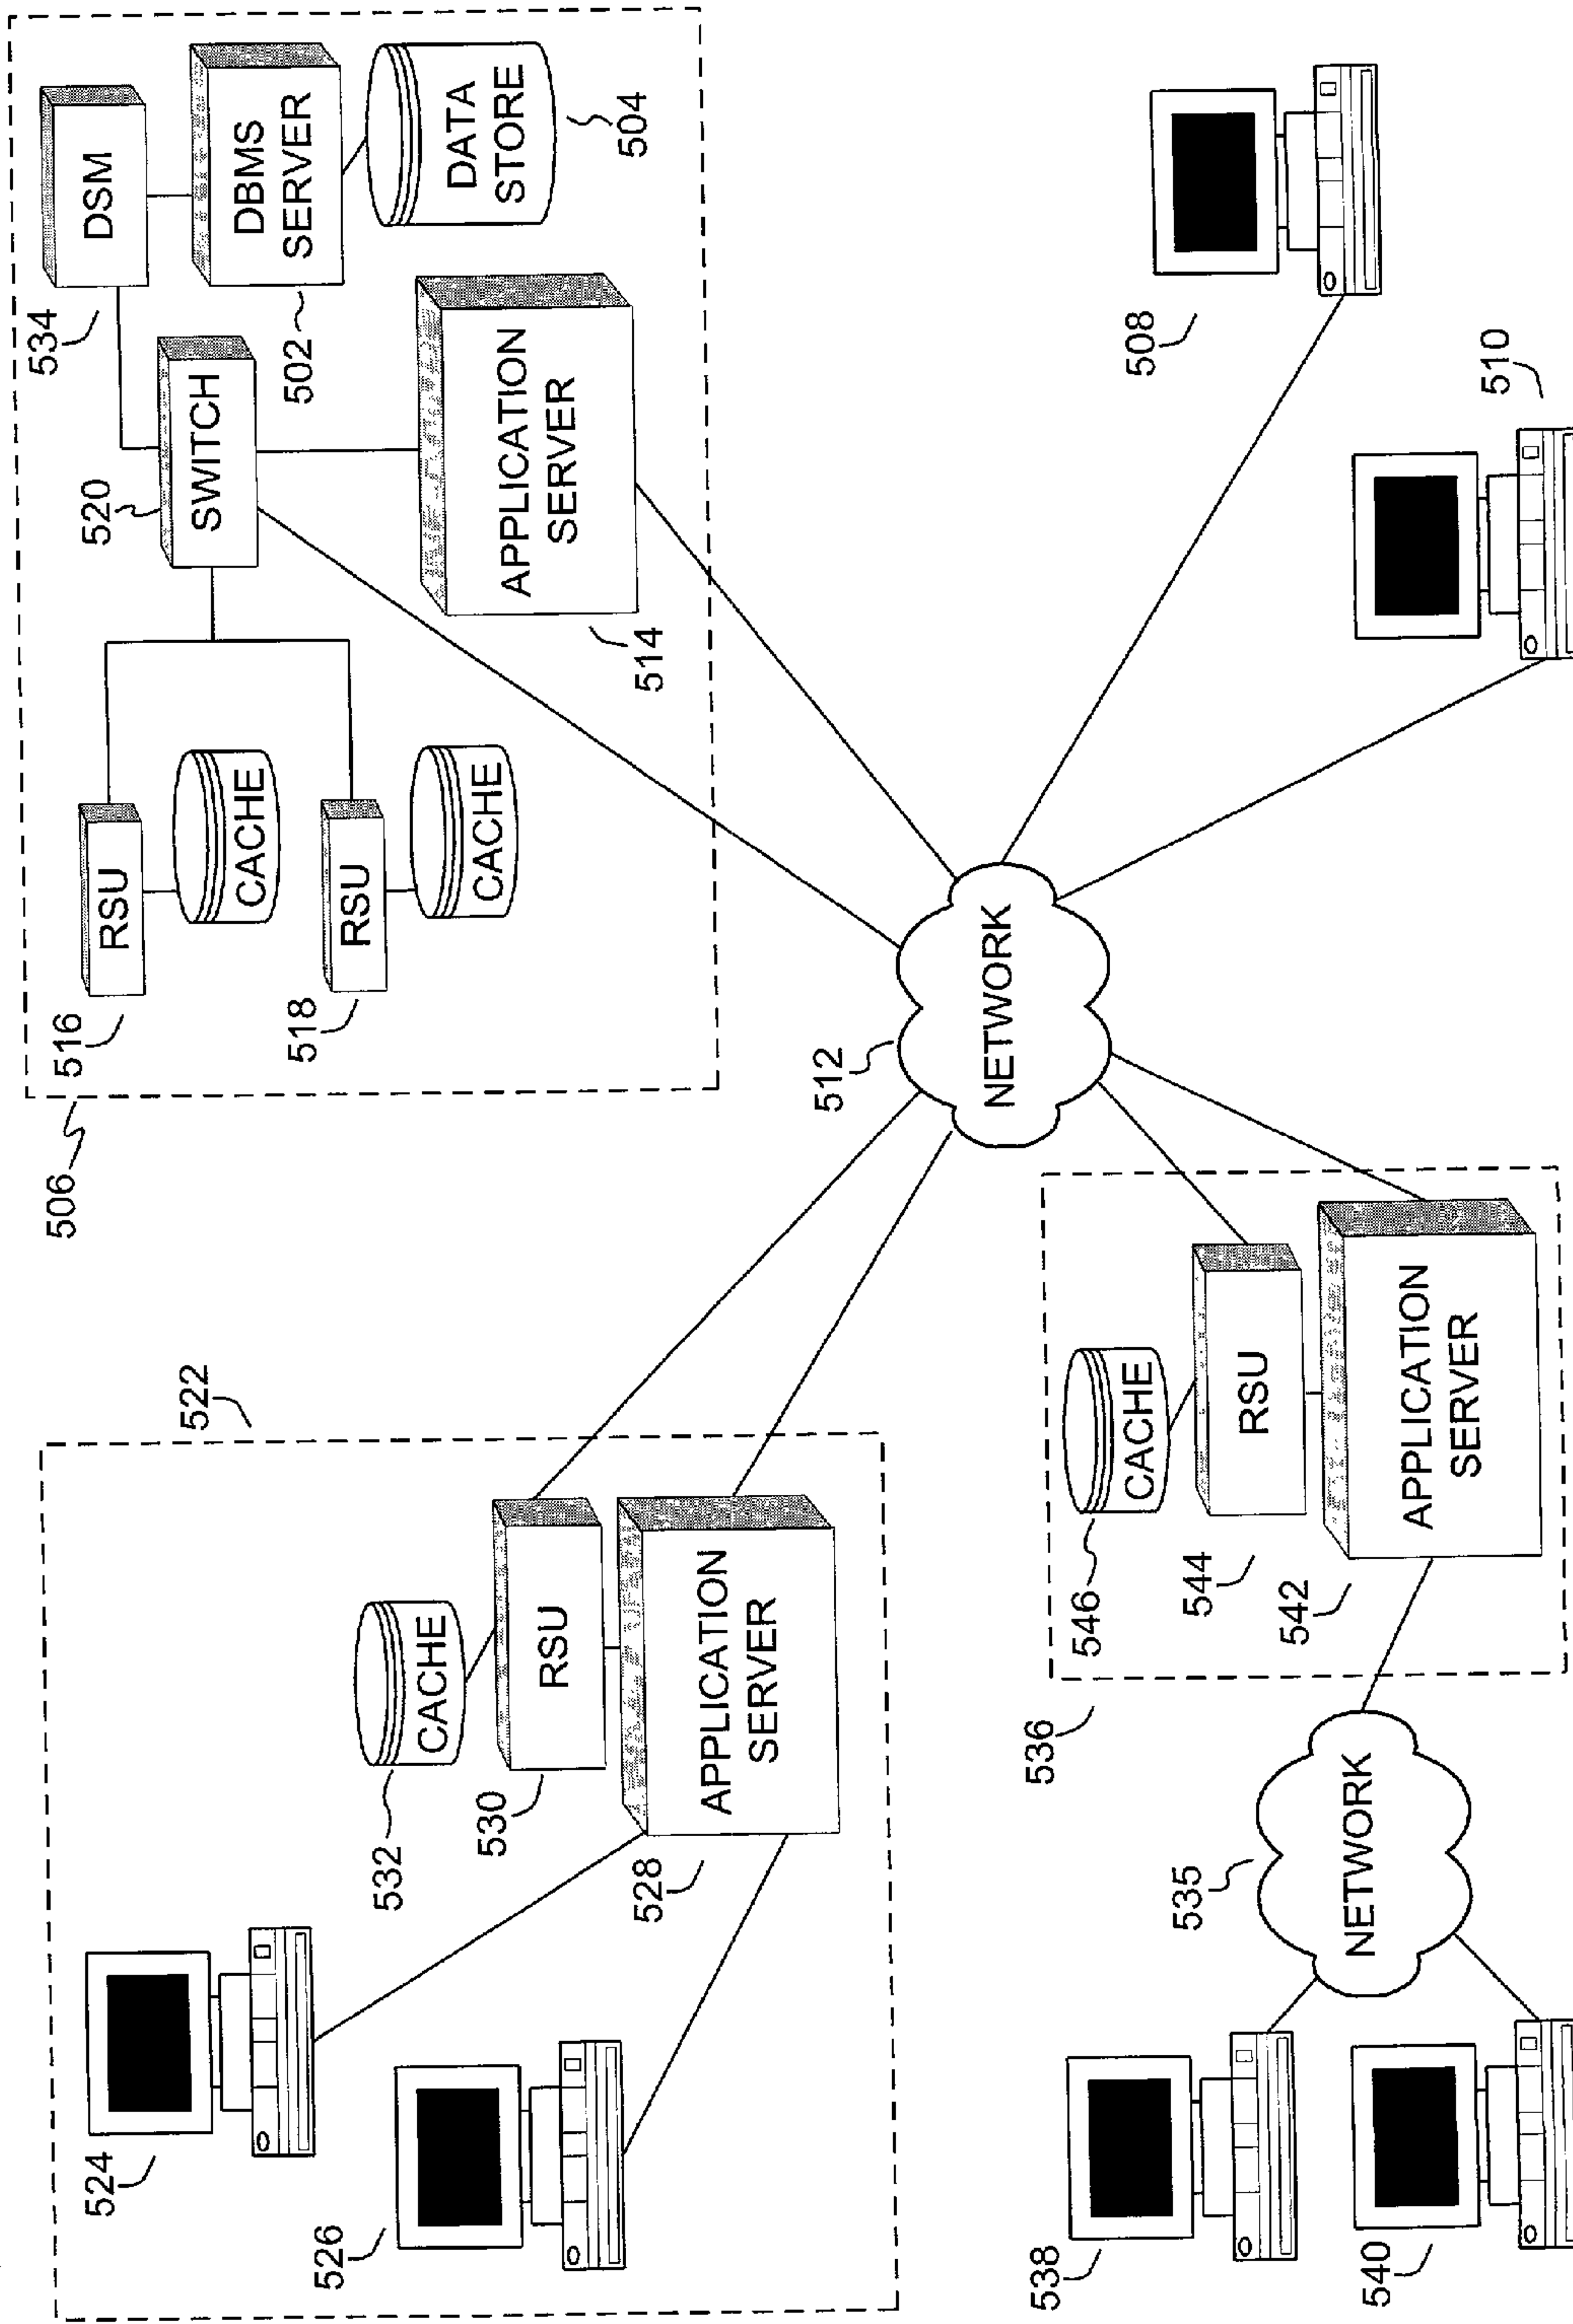 524
526
532
CACHE
530
RSU
528
APPLICATION
SERVER
522
506
516
RSU
CACHE
518
RSU
CACHE
520
SWITCH
534
DSM
502
DBMS
SERVER
DATA
STORE
504
514
APPLICATION
SERVER
512
NETWORK
538
540
535
NETWORK
536
546
CACHE
544
RSU
542
APPLICATION
SERVER
508
510